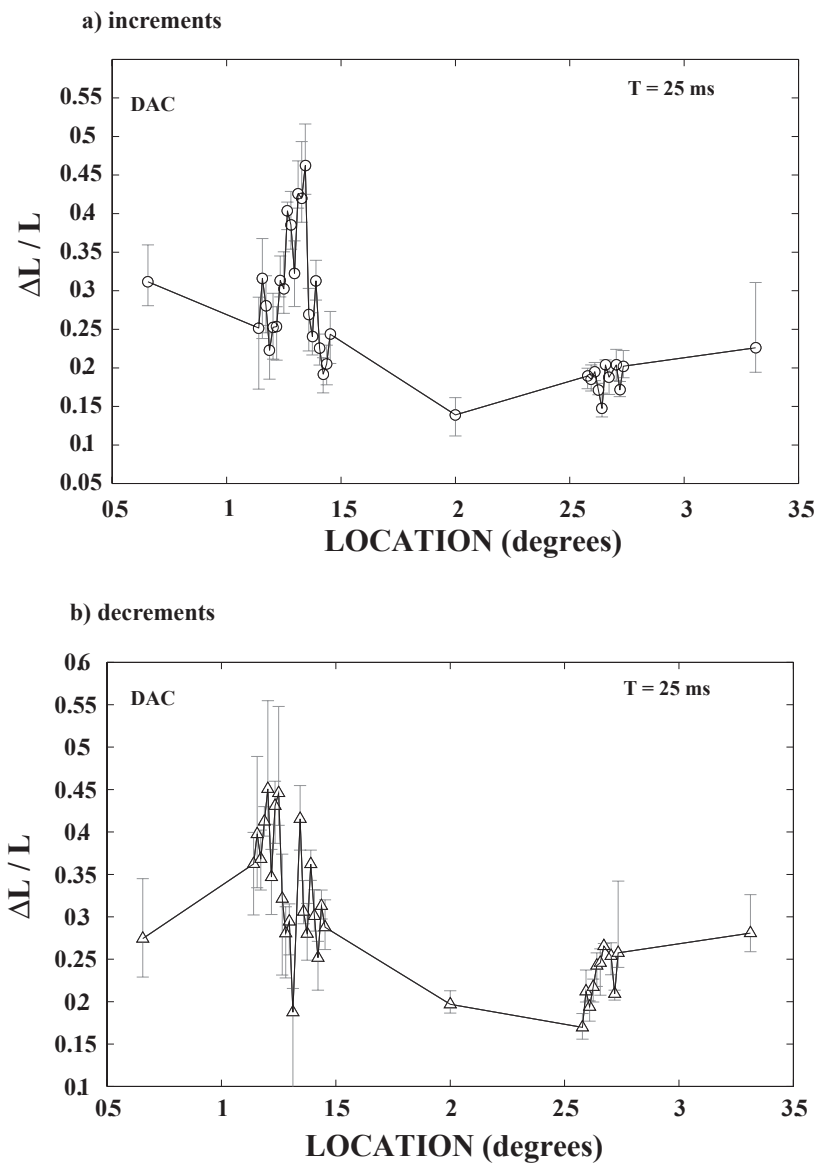 a) increments
0.55
0.5
0.45
0.4
0.35
0.3
0.25
0.2
0.15
0.1
0.05
DAC
T = 25 ms
ΔL / L
05 1 15 2 25 3 35
LOCATION (degrees)
b) decrements
0.6
0.55
0.5
0.45
0.4
0.35
0.3
0.25
0.2
0.15
0.1
DAC
T = 25 ms
ΔL / L
05 1 15 2 25 3 35
LOCATION (degrees)